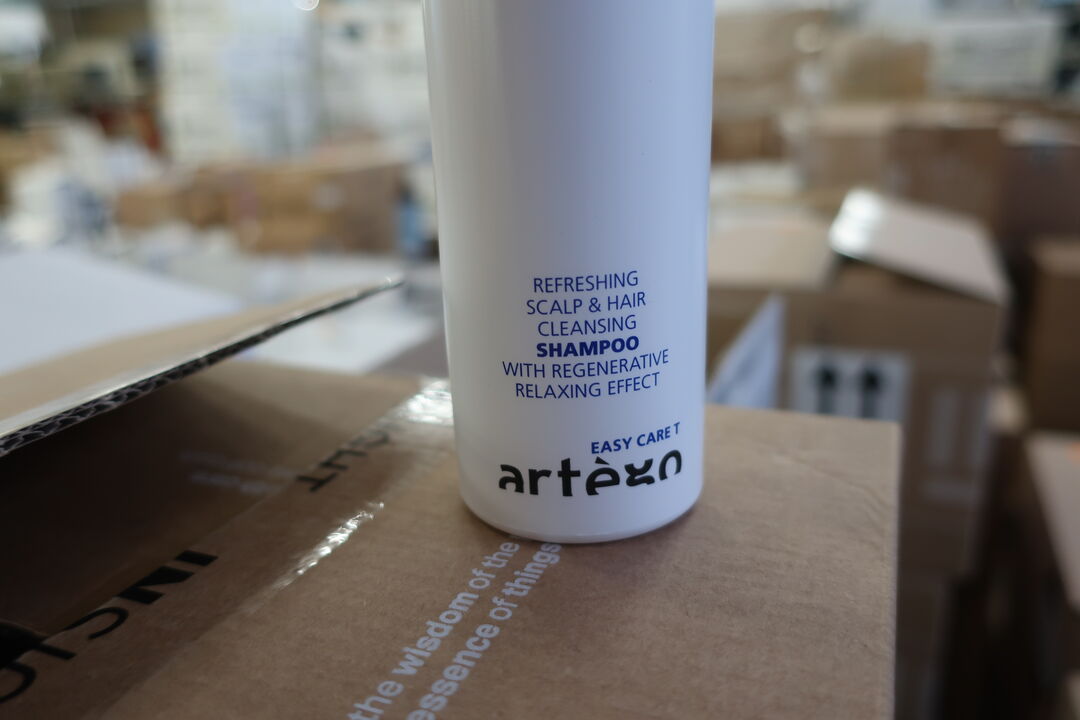 REFRESHING
SCALP & HAIR
CLEANSING
SHAMPOO
WITH REGENERATIVE
RELAXING EFFECT
EASY CARE T
artègo
the wisdom of the
essence of things